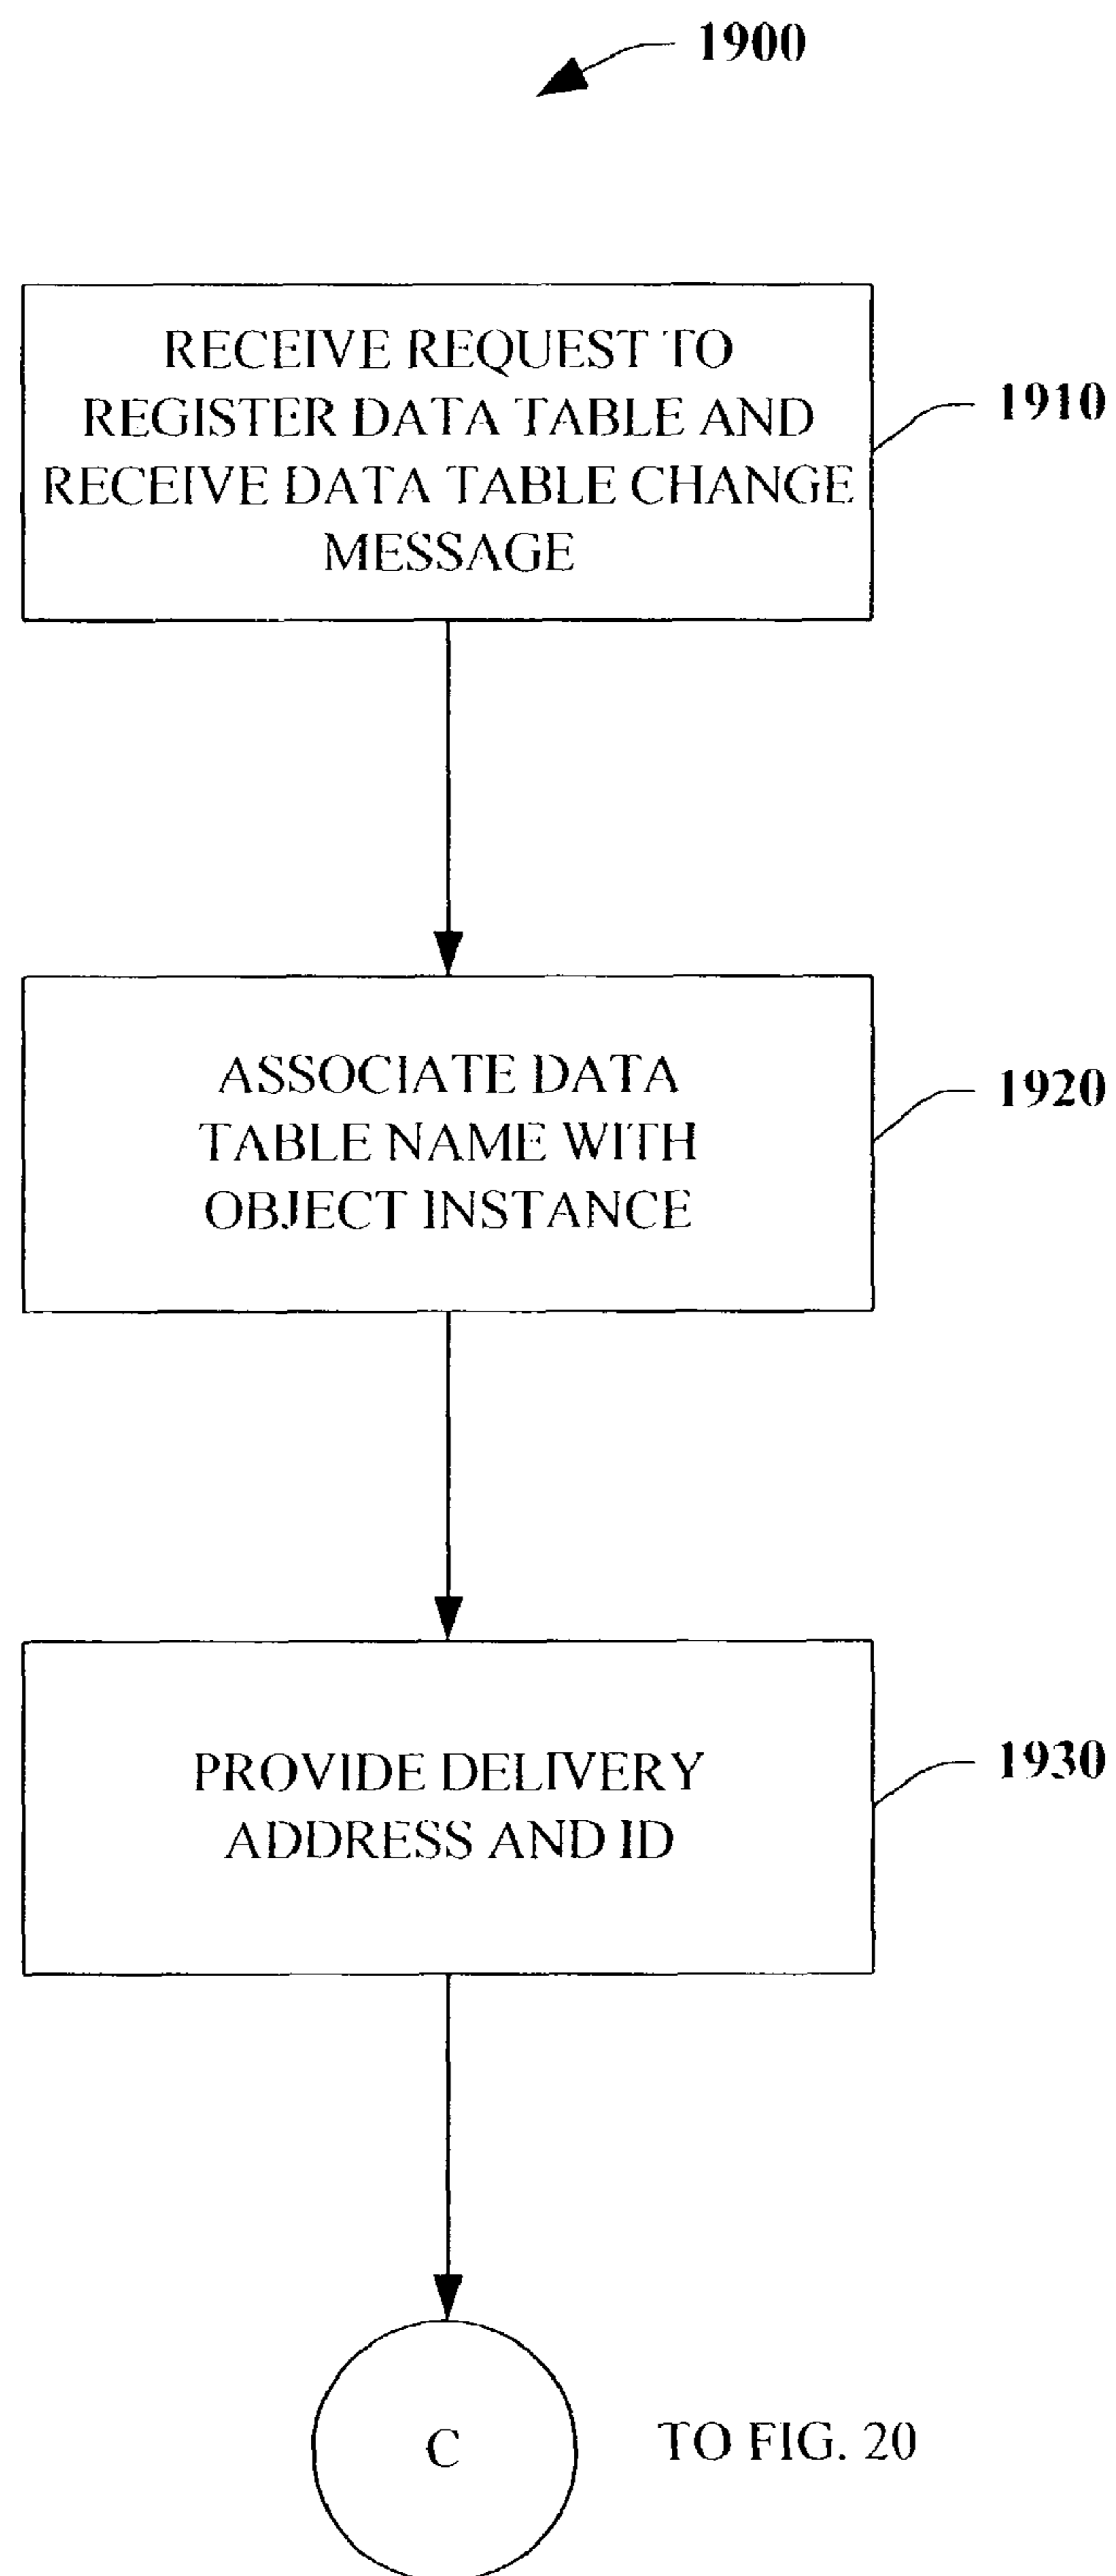 1900
RECEIVE REQUEST TO
REGISTER DATA TABLE AND
RECEIVE DATA TABLE CHANGE
MESSAGE
1910
ASSOCIATE DATA
TABLE NAME WITH
OBJECT INSTANCE
1920
PROVIDE DELIVERY
ADDRESS AND ID
1930
C
TO FIG. 20